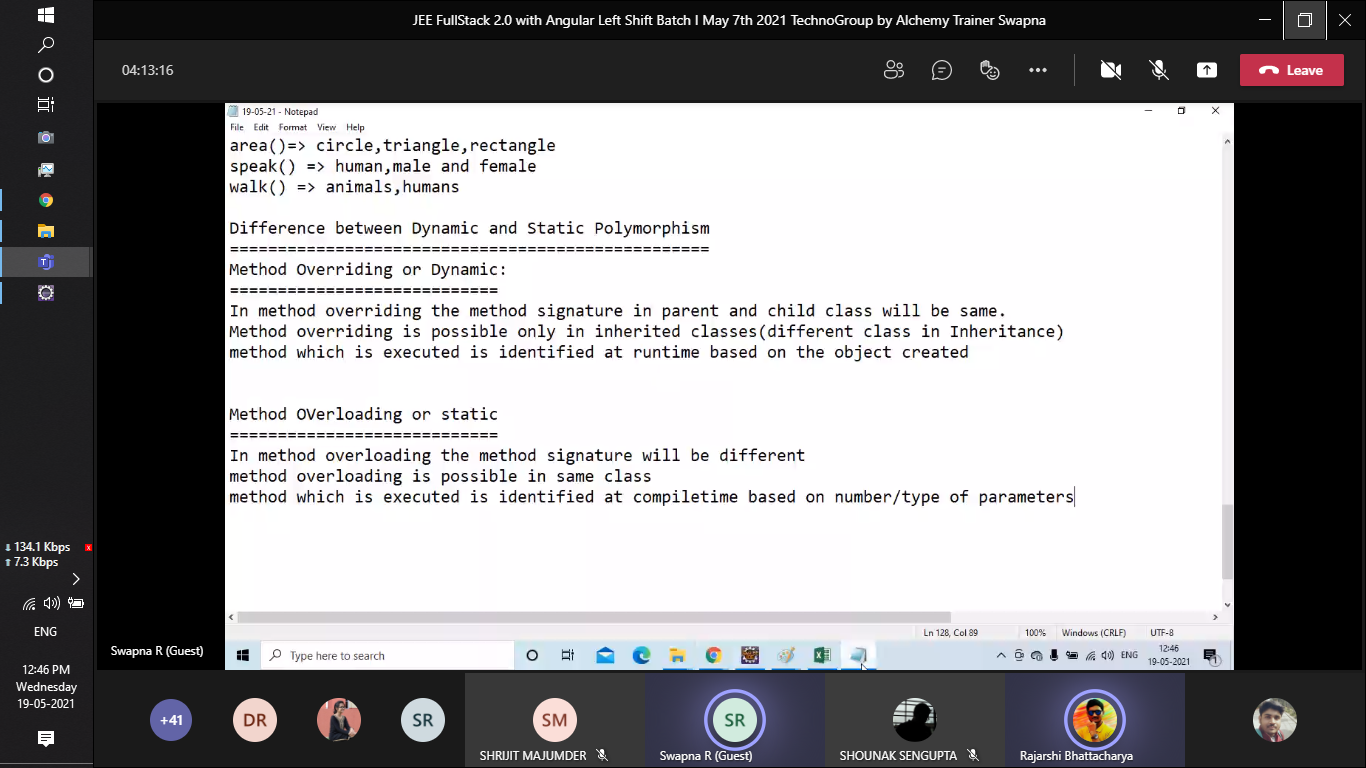 JEE FullStack 2.0 with Angular Left Shift Batch I May 7th 2021 TechnoGroup by Alchemy Trainer Swapna
04:13:16
Leave
19-05-21 - Notepad
File Edit Format View Help
area()=> circle,triangle,rectangle
speak() => human,male and female
walk() => animals,humans
Difference between Dynamic and Static Polymorphism
==================================================
Method Overriding or Dynamic:
============================
In method overriding the method signature in parent and child class will be same.
Method overriding is possible only in inherited classes(different class in Inheritance)
method which is executed is identified at runtime based on the object created
Method OVerloading or static
============================
In method overloading the method signature will be different
method overloading is possible in same class
method which is executed is identified at compiletime based on number/type of parameters
Ln 128, Col 89 100% Windows (CRLF) UTF-8
Type here to search
ENG
12:46
19-05-2021
1
Swapna R (Guest)
134.1 Kbps
x
7.3 Kbps
ENG
12:46 PM
Wednesday
19-05-2021
+41
DR
SR
SM
SHRIJIT MAJUMDER
SR
Swapna R (Guest)
SHOUNAK SENGUPTA
Rajarshi Bhattacharya